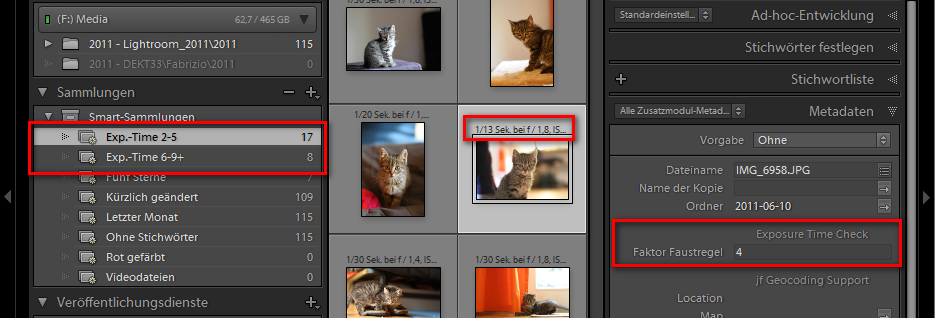 (F:) Media
62,7 / 465 GB
2011 - Lightroom_2011\2011 115
2011 - DEKT33\Fabrizio\2011 0
Sammlungen
Smart-Sammlungen
Exp.-Time 2-5 17
Exp.-Time 6-9+ 8
Fünf Sterne 7
Kürzlich geändert 109
Letzter Monat 115
Ohne Stichwörter 115
Rot gefärbt 0
Videodateien 0
Veröffentlichungsdienste
1/20 Sek. bei f / 1,...
1/13 Sek. bei f / 1,8, IS...
1/30 Sek. bei f / 1,4, IS...
1/30 Sek. bei f / 1,8, IS...
Standardeinstell...
Ad-hoc-Entwicklung
Stichwörter festlegen
Stichwortliste
Alle Zusatzmodul-Metad...
Metadaten
Vorgabe Ohne
Dateiname IMG_6958.JPG
Name der Kopie
Ordner 2011-06-10
Exposure Time Check
Faktor Faustregel 4
jf Geocoding Support
Location
Map